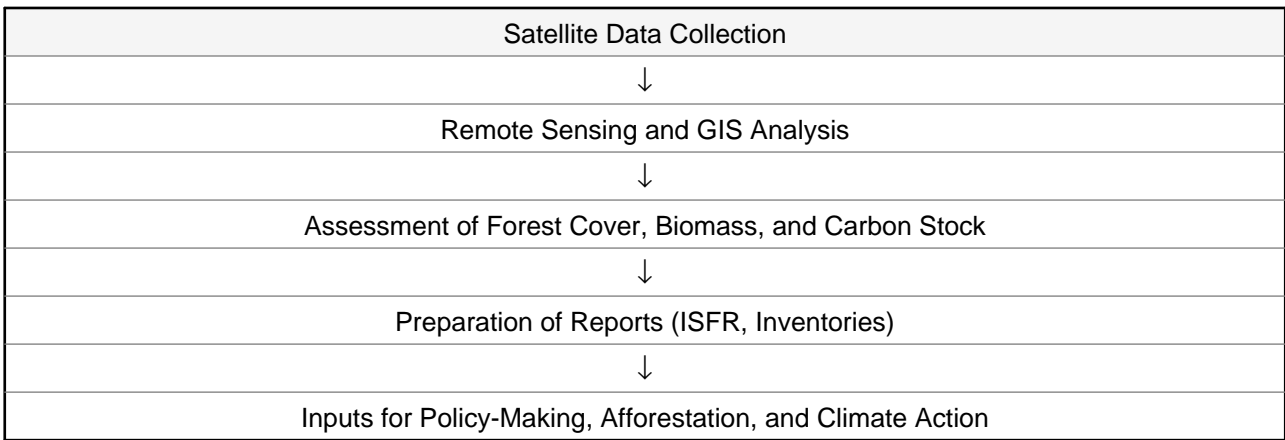 Satellite Data Collection
↓
Remote Sensing and GIS Analysis
↓
Assessment of Forest Cover, Biomass, and Carbon Stock
↓
Preparation of Reports (ISFR, Inventories)
↓
Inputs for Policy-Making, Afforestation, and Climate Action